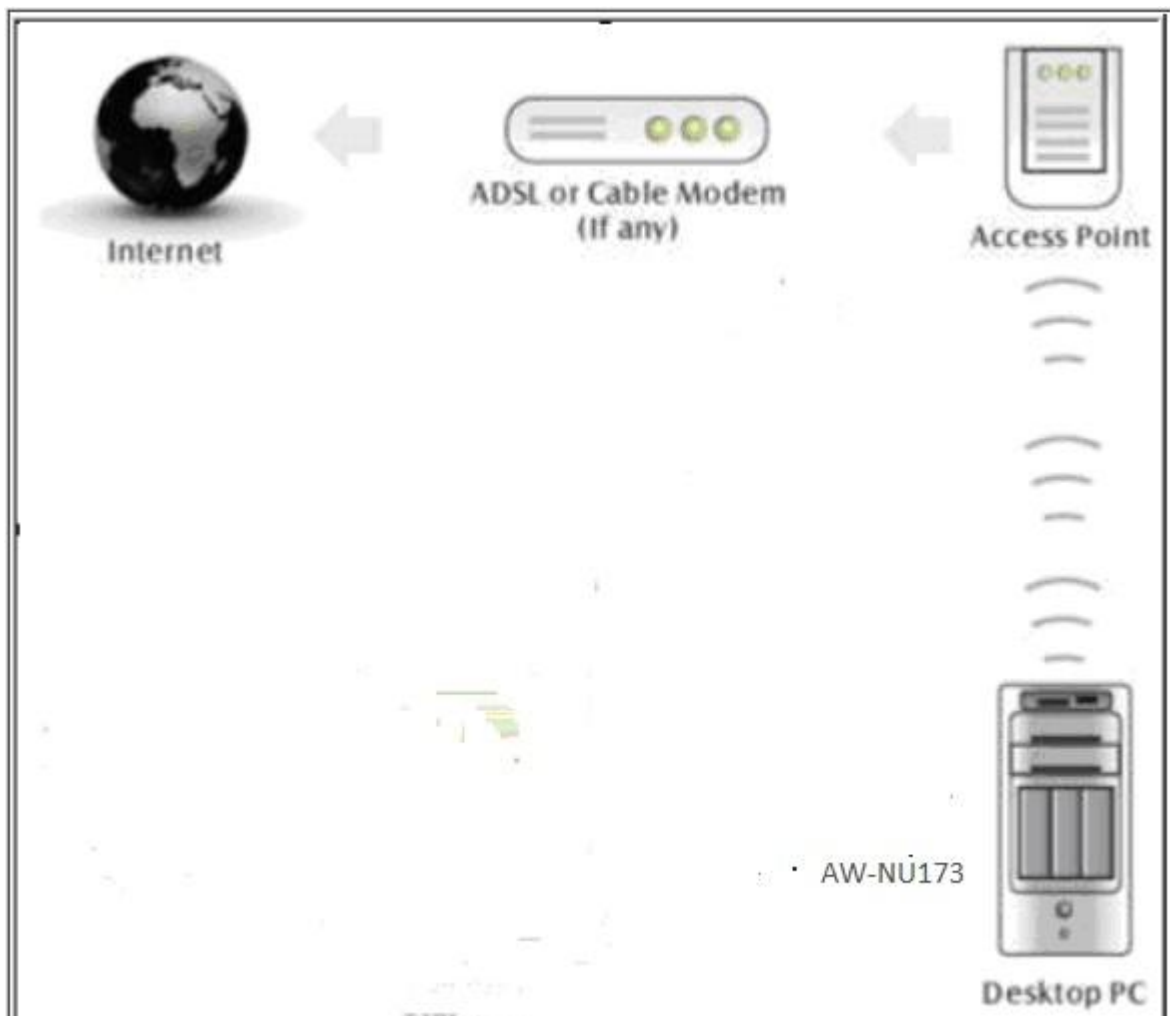 Internet
ADSL or Cable Modem
(If any)
Access Point
AW-NU173
Desktop PC